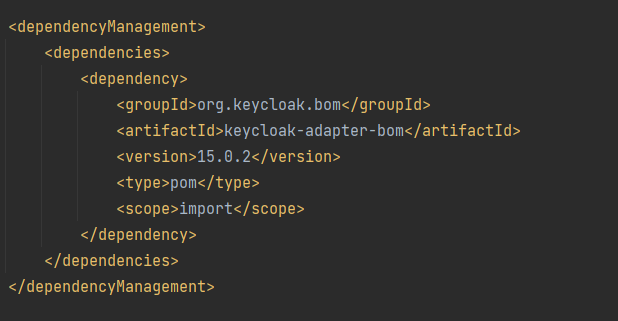 <dependencyManagement>
    <dependencies>
        <dependency>
            <groupId>org.keycloak.bom</groupId>
            <artifactId>keycloak-adapter-bom</artifactId>
            <version>15.0.2</version>
            <type>pom</type>
            <scope>import</scope>
        </dependency>
    </dependencies>
</dependencyManagement>